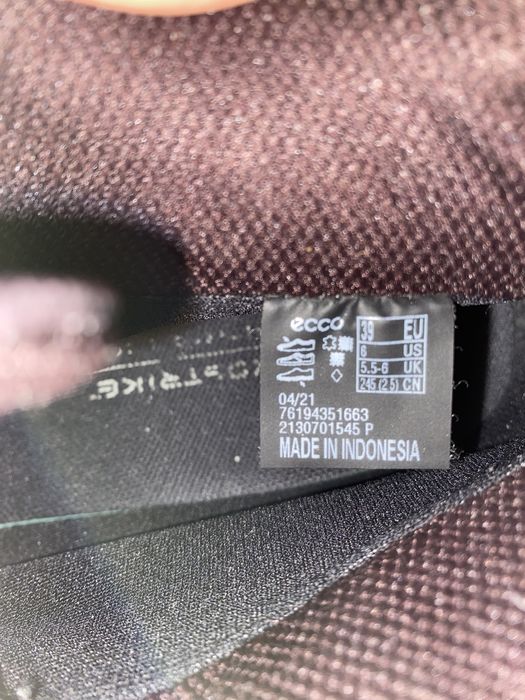 ecco
39 EU
6 US
5.5-6 UK
245 (2.5) CN
04/21
76194351663
2130701545 P
MADE IN INDONESIA